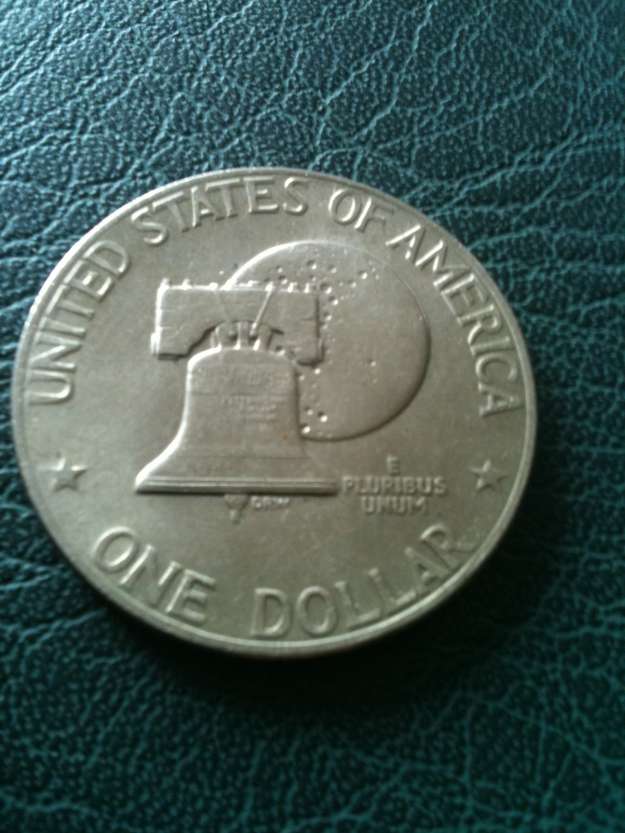 UNITED STATES OF AMERICA
E
PLURIBUS
UNUM
ONE DOLLAR